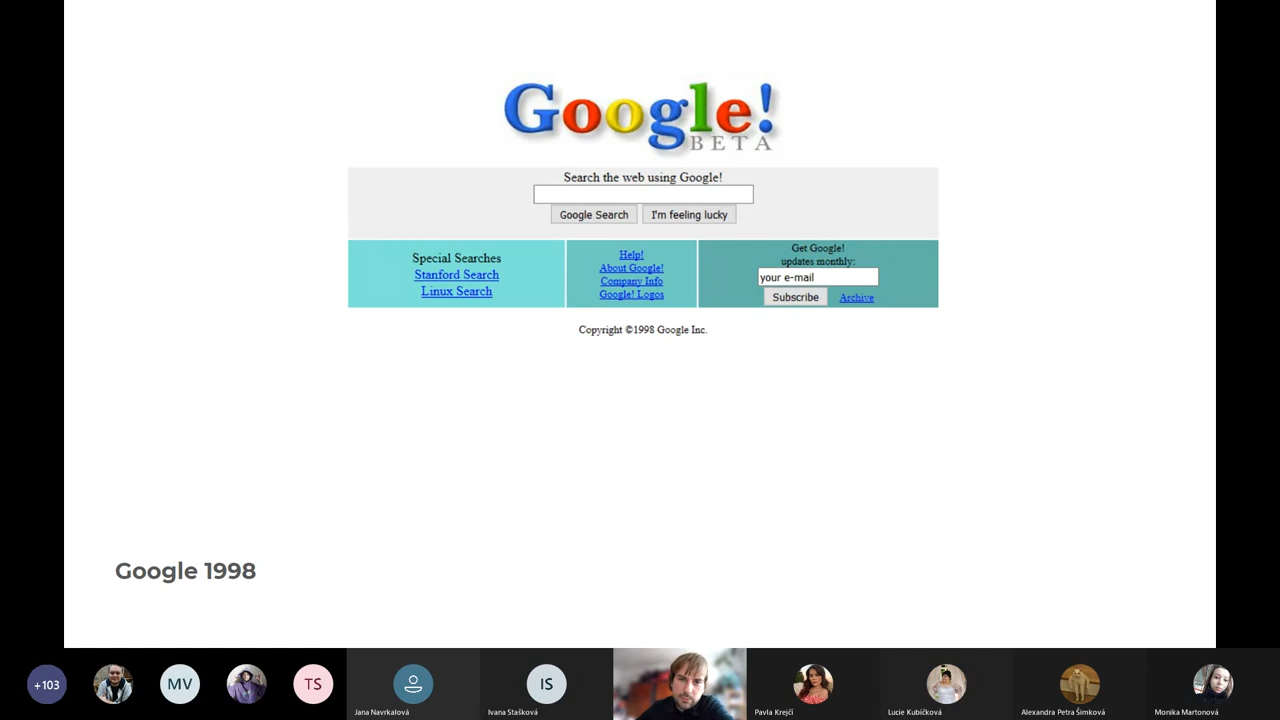 Google!
BETA
Search the web using Google!
Google Search
I'm feeling lucky
Special Searches
Stanford Search
Linux Search
Help!
About Google!
Company Info
Google! Logos
Get Google!
updates monthly:
your e-mail
Subscribe
Archive
Copyright ©1998 Google Inc.
Google 1998
+103
MV
TS
Jana Navrkalová
IS
Ivana Stašková
Pavla Krejčí
Lucie Kubíčková
Alexandra Petra Šimková
Monika Martonová